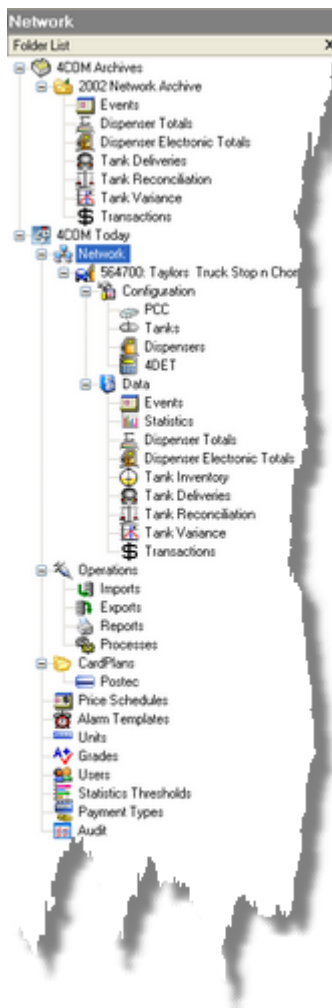 Network
Folder List X
4COM Archives
2002 Network Archive
Events
Dispenser Totals
Dispenser Electronic Totals
Tank Deliveries
Tank Reconciliation
Tank Variance
Transactions
4COM Today
Network
564700: Taylors Truck Stop n Chor
Configuration
PCC
Tanks
Dispensers
4DET
Data
Events
Statistics
Dispenser Totals
Dispenser Electronic Totals
Tank Inventory
Tank Deliveries
Tank Reconciliation
Tank Variance
Transactions
Operations
Imports
Exports
Reports
Processes
CardPlans
Postec
Price Schedules
Alarm Templates
Units
Grades
Users
Statistics Thresholds
Payment Types
Audit